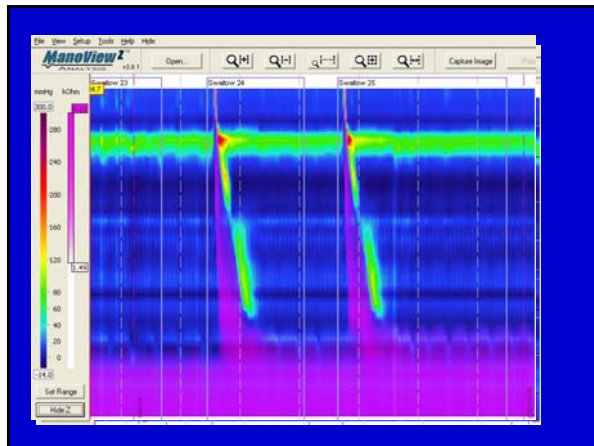 File View Setup Tools Help Hide
ManoView Z
ANALYSIS v2.0.1
Open...
Capture Image
Swallow 23
Swallow 24
Swallow 25
mmHg kOhm
300.0
280
240
200
160
120
1.49
80
60
40
20
0
-14.0
Set Range
Hide Z